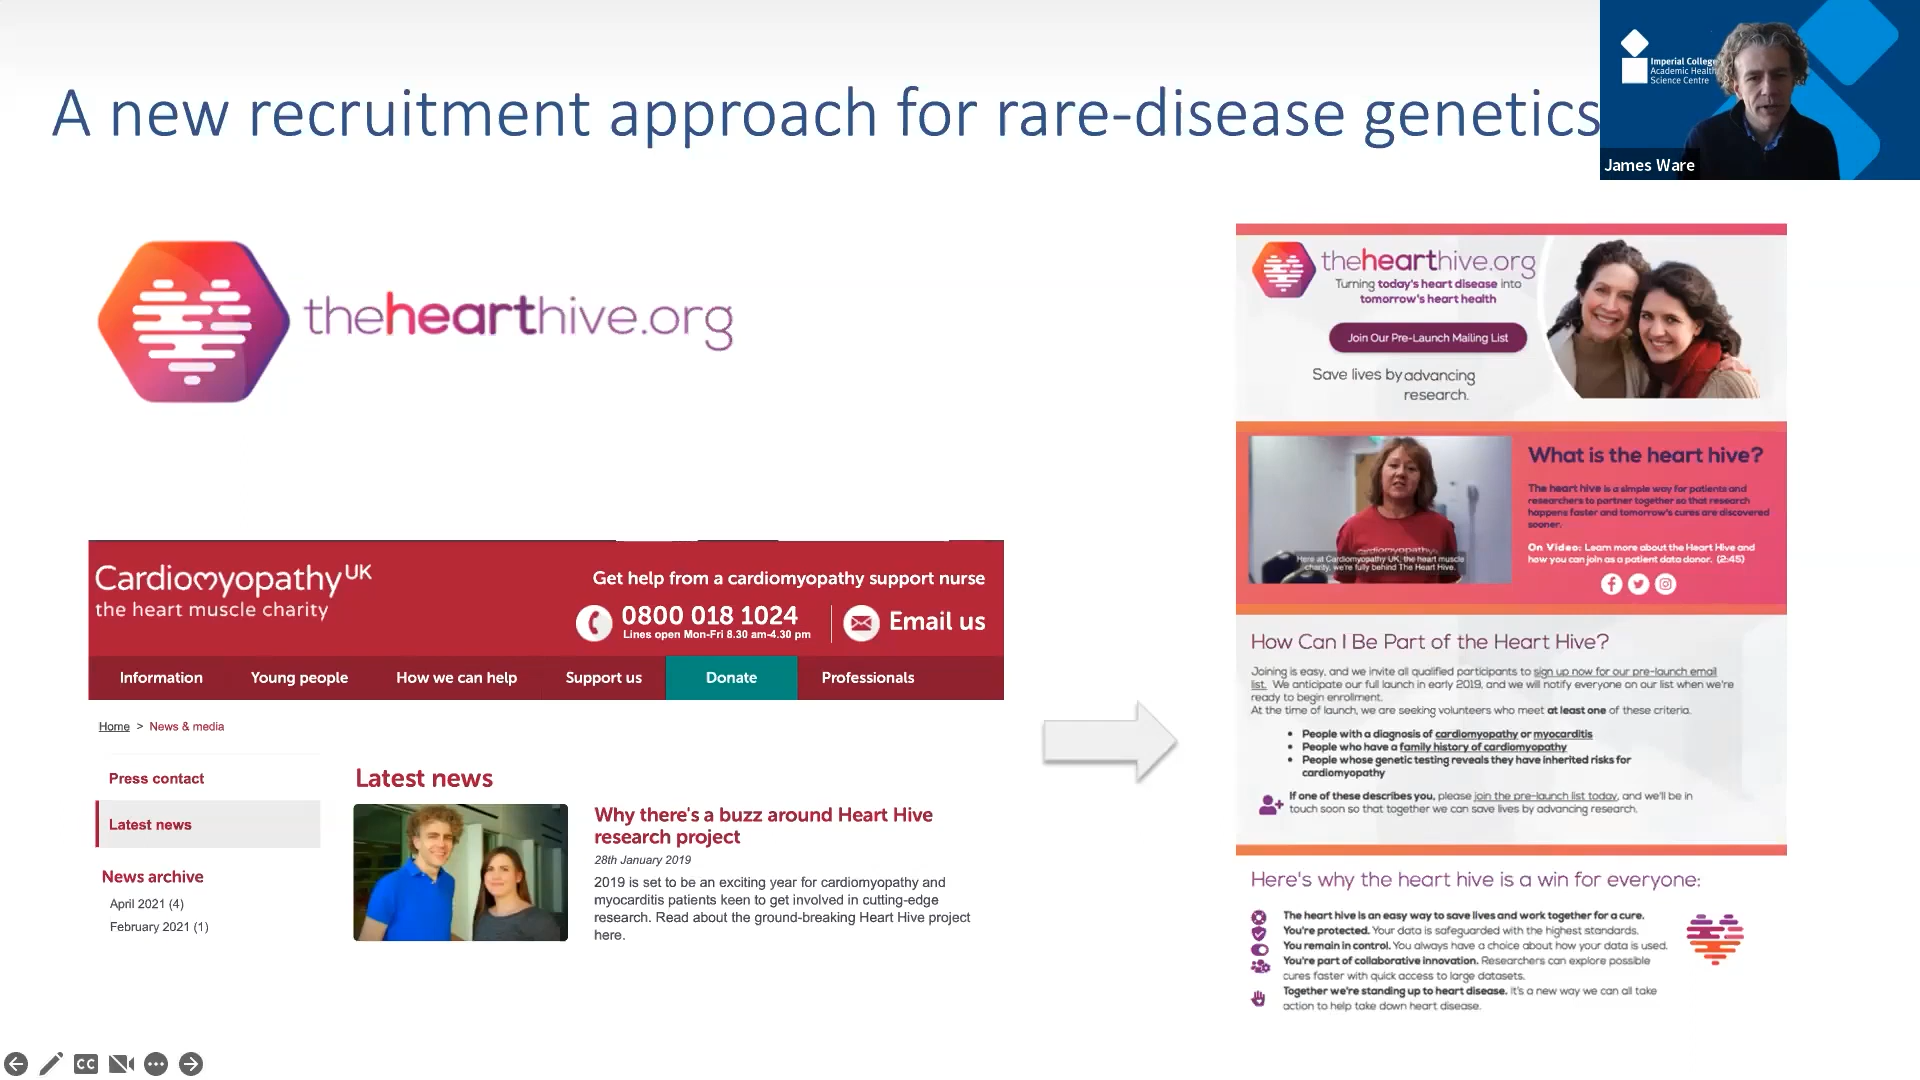 A new recruitment approach for rare-disease genetics
Imperial College
Academic Health
Science Centre
James Ware
thehearthive.org
CardiomyopathyUK
the heart muscle charity
Get help from a cardiomyopathy support nurse
0800 018 1024
Lines open Mon-Fri 8.30 am-4.30 pm
Email us
Information Young people How we can help Support us Donate Professionals
Home > News & media
Press contact
Latest news
News archive
April 2021 (4)
February 2021 (1)
Latest news
Why there's a buzz around Heart Hive
research project
28th January 2019
2019 is set to be an exciting year for cardiomyopathy and
myocarditis patients keen to get involved in cutting-edge
research. Read about the ground-breaking Heart Hive project
here.
thehearthive.org
Turning today's heart disease into
tomorrow's heart health
Join Our Pre-Launch Mailing List
Save lives by advancing
research.
cardiomyopathy
Here at Cardiomyopathy UK, the heart muscle
charity, we're fully behind The Heart Hive.
What is the heart hive?
The heart hive is a simple way for patients and
researchers to partner together so that research
happens faster and tomorrow's cures are discovered
sooner.
On Video: Learn more about the Heart Hive and
how you can join as a patient data donor. (2:45)
How Can I Be Part of the Heart Hive?
Joining is easy, and we invite all qualified participants to sign up now for our pre-launch email
list. We anticipate our full launch in early 2019, and we will notify everyone on our list when we're
ready to begin enrollment.
At the time of launch, we are seeking volunteers who meet at least one of these criteria.
• People with a diagnosis of cardiomyopathy or myocarditis
• People who have a family history of cardiomyopathy
• People whose genetic testing reveals they have inherited risks for
cardiomyopathy
If one of these describes you, please join the pre-launch list today, and we'll be in
touch soon so that together we can save lives by advancing research.
Here's why the heart hive is a win for everyone:
The heart hive is an easy way to save lives and work together for a cure.
You're protected. Your data is safeguarded with the highest standards.
You remain in control. You always have a choice about how your data is used.
You're part of collaborative innovation. Researchers can explore possible
cures faster with quick access to large datasets.
Together we're standing up to heart disease. It's a new way we can all take
action to help take down heart disease.
CC